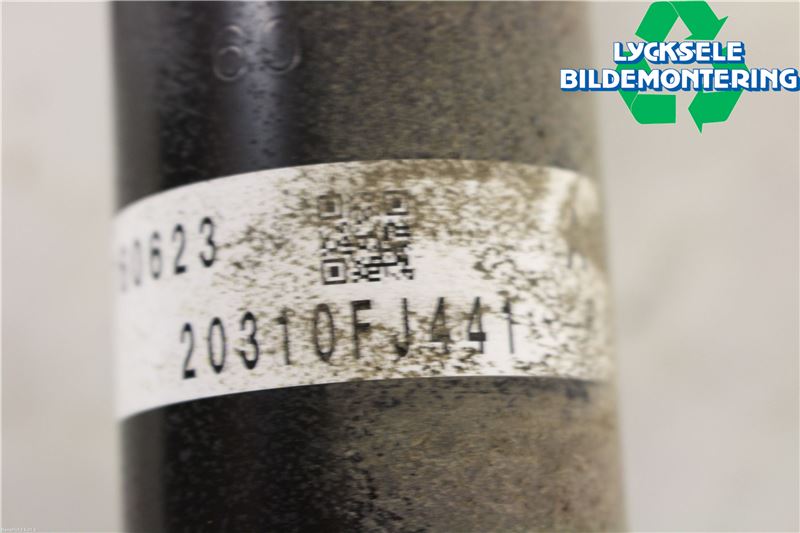 LYCKSELE
BILDEMONTERING
60623
20310FJ441